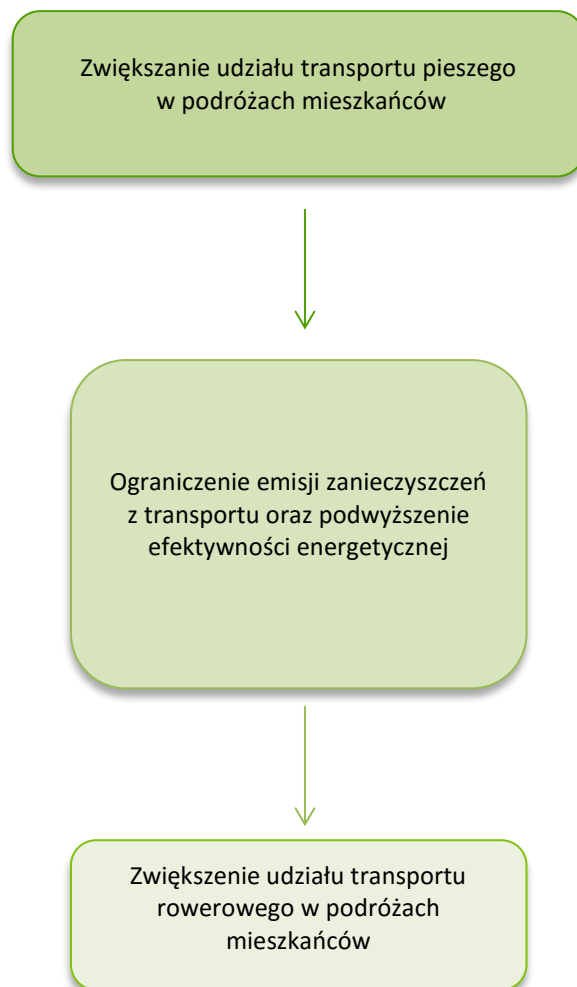 Zwiększanie udziału transportu pieszego
w podróżach mieszkańców
Ograniczenie emisji zanieczyszczeń
z transportu oraz podwyższenie
efektywności energetycznej
Zwiększenie udziału transportu
rowerowego w podróżach
mieszkańców